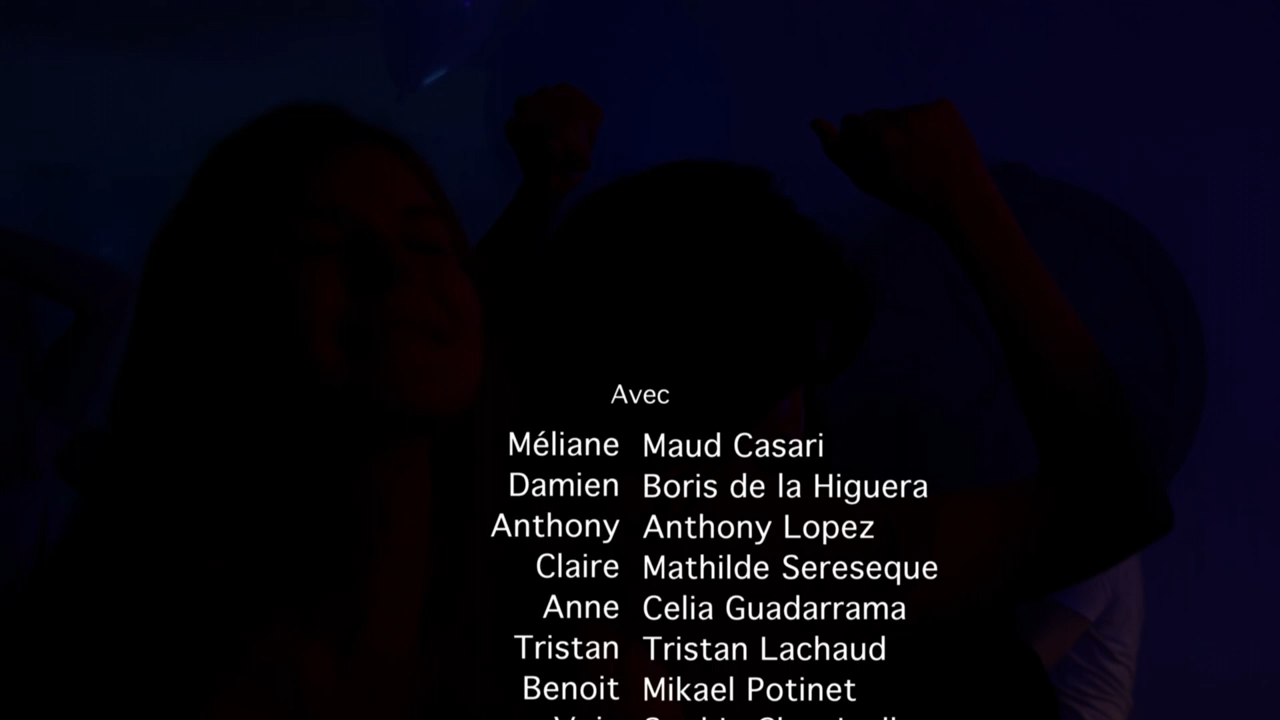 Avec
Méliane Maud Casari
Damien Boris de la Higuera
Anthony Anthony Lopez
Claire Mathilde Sereseque
Anne Celia Guadarrama
Tristan Tristan Lachaud
Benoit Mikael Potinet